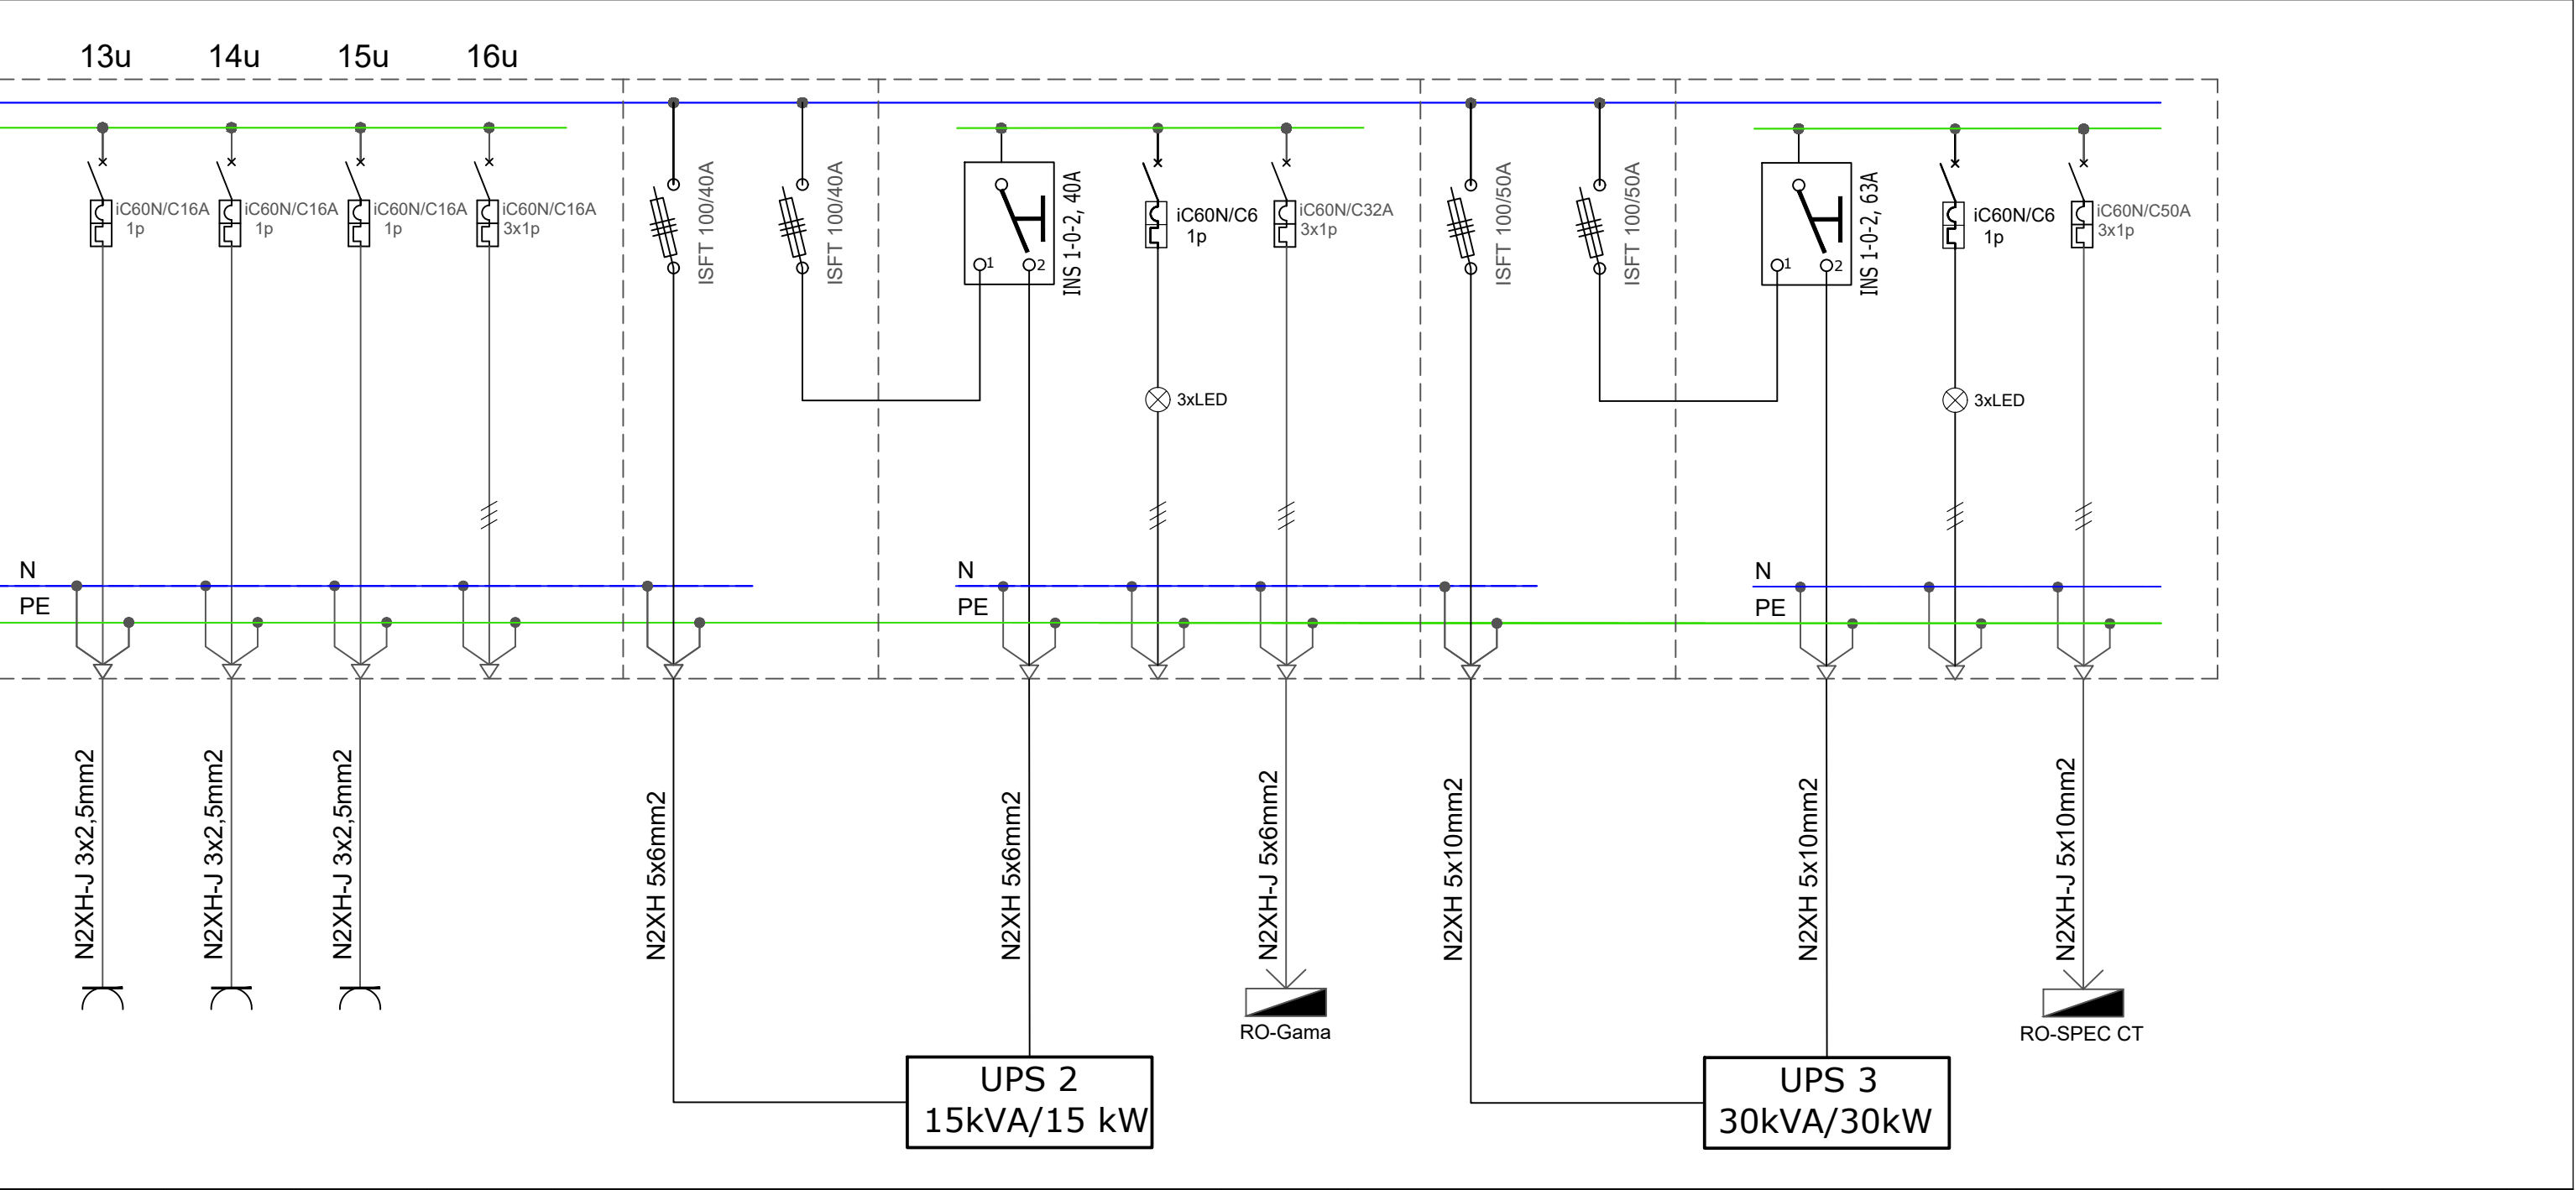 13u
14u
15u
16u
iC60N/C16A
1p
iC60N/C16A
1p
iC60N/C16A
1p
iC60N/C16A
3x1p
ISFT 100/40A
ISFT 100/40A
1
2
INS 1-0-2, 40A
iC60N/C6
1p
iC60N/C32A
3x1p
ISFT 100/50A
ISFT 100/50A
1
2
INS 1-0-2, 63A
iC60N/C6
1p
iC60N/C50A
3x1p
3xLED
3xLED
N
PE
N
PE
N
PE
N2XH-J 3x2,5mm2
N2XH-J 3x2,5mm2
N2XH-J 3x2,5mm2
N2XH 5x6mm2
N2XH 5x6mm2
N2XH-J 5x6mm2
N2XH 5x10mm2
N2XH 5x10mm2
N2XH-J 5x10mm2
RO-Gama
RO-SPEC CT
UPS 2
15kVA/15 kW
UPS 3
30kVA/30kW